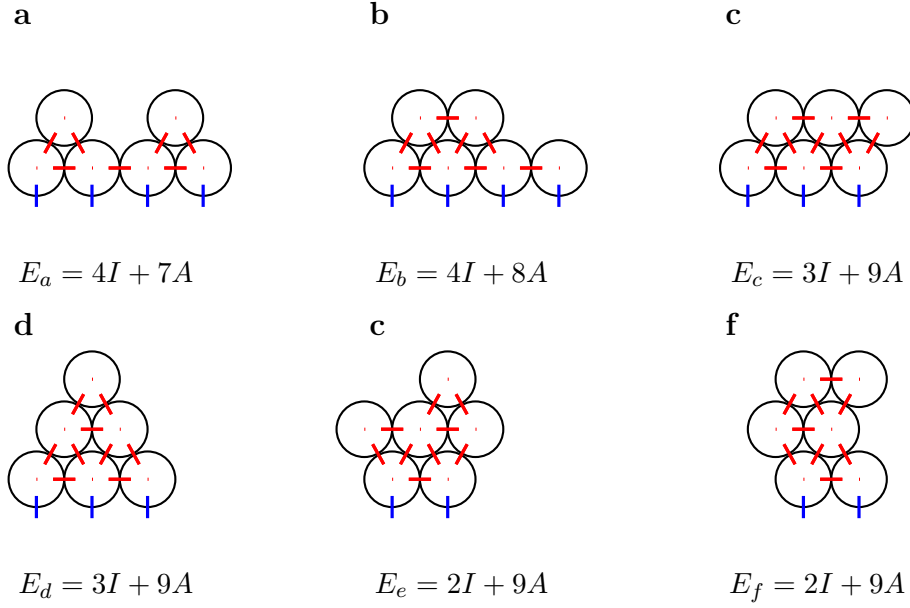 a b c
E_a = 4I + 7A E_b = 4I + 8A E_c = 3I + 9A
d c f
E_d = 3I + 9A E_e = 2I + 9A E_f = 2I + 9A